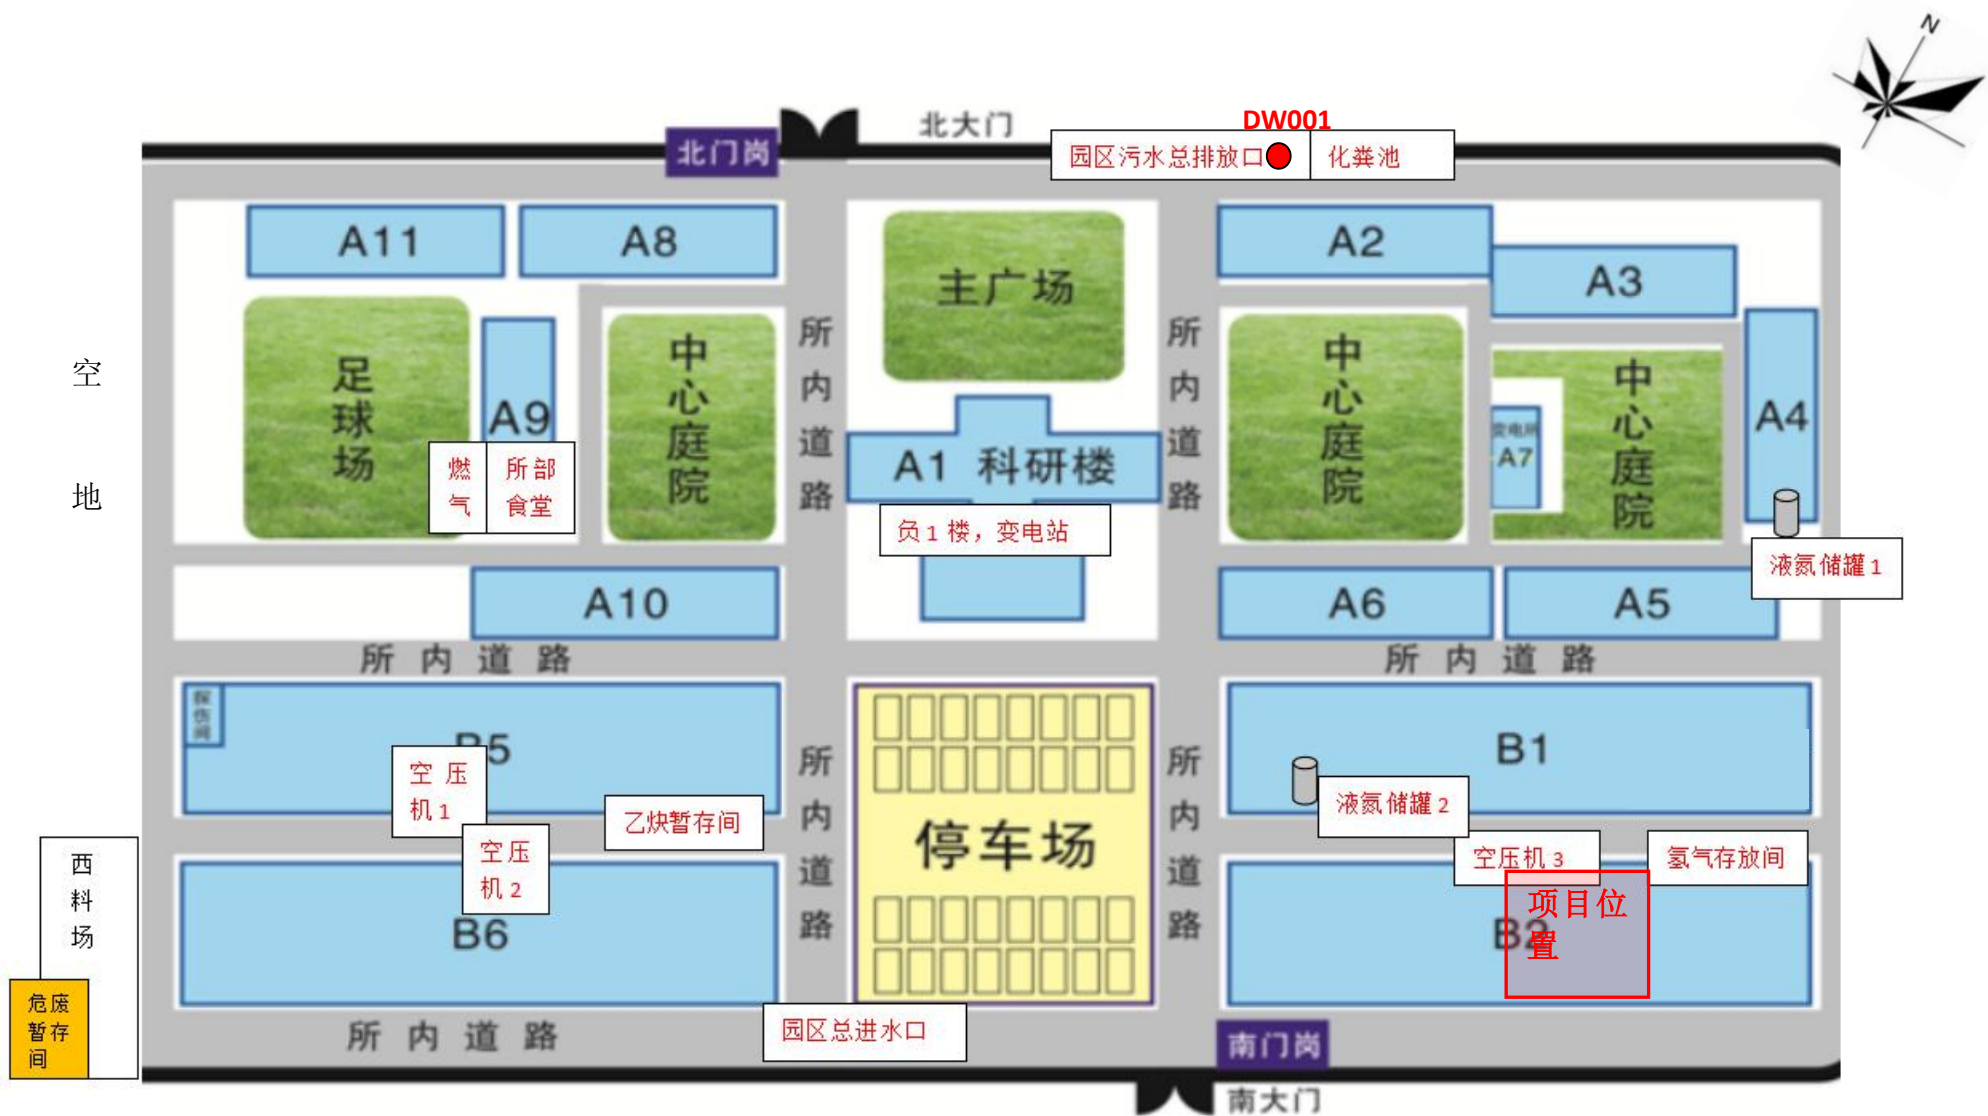 N
北大门
DW001
北门岗
园区污水总排放口
化粪池
A11
A8
A2
A3
主广场
空
地
足
球
场
A9
燃
气
所部
食堂
中
心
庭
院
所
内
道
路
A1 科研楼
负1楼，变电站
所
内
道
路
中
心
庭
院
变电所
A7
中
心
庭
院
A4
液氮储罐1
A10
A6
A5
所内道路
所内道路
探
伤
间
B5
空压
机1
乙炔暂存间
空压
机2
B6
所
内
道
路
停车场
所
内
道
路
B1
液氮储罐2
空压机3
氢气存放间
项目位
置
B2
西
料
场
危废
暂存
间
所内道路
园区总进水口
南门岗
南大门